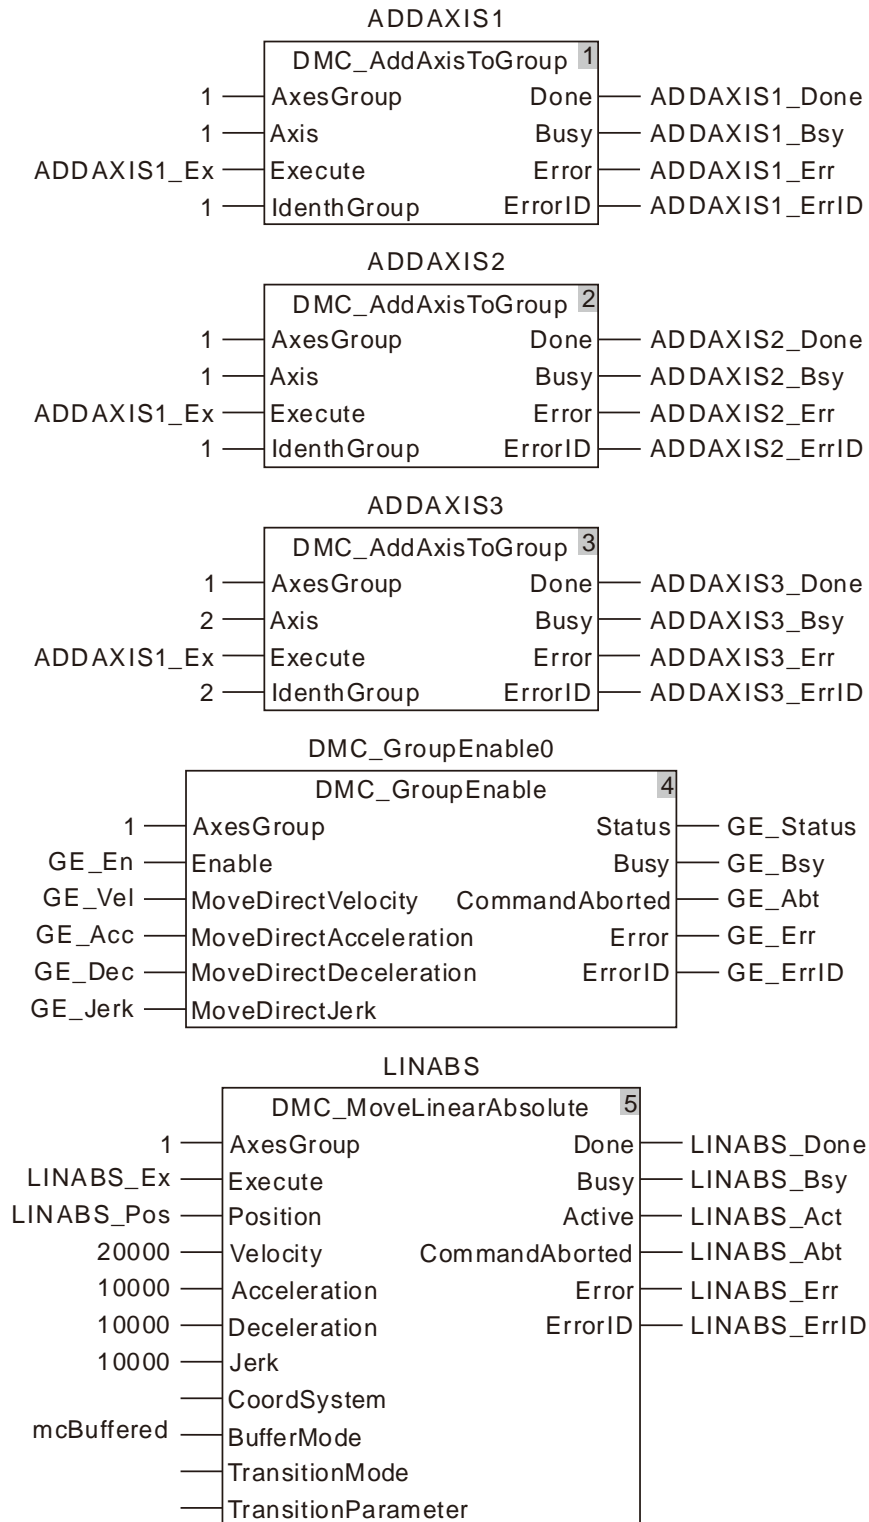 ADDAXIS1
DMC_AddAxisToGroup 1
1 AxesGroup Done ADDAXIS1_Done
1 Axis Busy ADDAXIS1_Bsy
ADDAXIS1_Ex Execute Error ADDAXIS1_Err
1 IdenthGroup ErrorID ADDAXIS1_ErrID
ADDAXIS2
DMC_AddAxisToGroup 2
1 AxesGroup Done ADDAXIS2_Done
1 Axis Busy ADDAXIS2_Bsy
ADDAXIS1_Ex Execute Error ADDAXIS2_Err
1 IdenthGroup ErrorID ADDAXIS2_ErrID
ADDAXIS3
DMC_AddAxisToGroup 3
1 AxesGroup Done ADDAXIS3_Done
2 Axis Busy ADDAXIS3_Bsy
ADDAXIS1_Ex Execute Error ADDAXIS3_Err
2 IdenthGroup ErrorID ADDAXIS3_ErrID
DMC_GroupEnable0
DMC_GroupEnable 4
1 AxesGroup Status GE_Status
GE_En Enable Busy GE_Bsy
GE_Vel MoveDirectVelocity CommandAborted GE_Abt
GE_Acc MoveDirectAcceleration Error GE_Err
GE_Dec MoveDirectDeceleration ErrorID GE_ErrID
GE_Jerk MoveDirectJerk
LINABS
DMC_MoveLinearAbsolute 5
1 AxesGroup Done LINABS_Done
LINABS_Ex Execute Busy LINABS_Bsy
LINABS_Pos Position Active LINABS_Act
20000 Velocity CommandAborted LINABS_Abt
10000 Acceleration Error LINABS_Err
10000 Deceleration ErrorID LINABS_ErrID
10000 Jerk
CoordSystem
mcBuffered BufferMode
TransitionMode
TransitionParameter